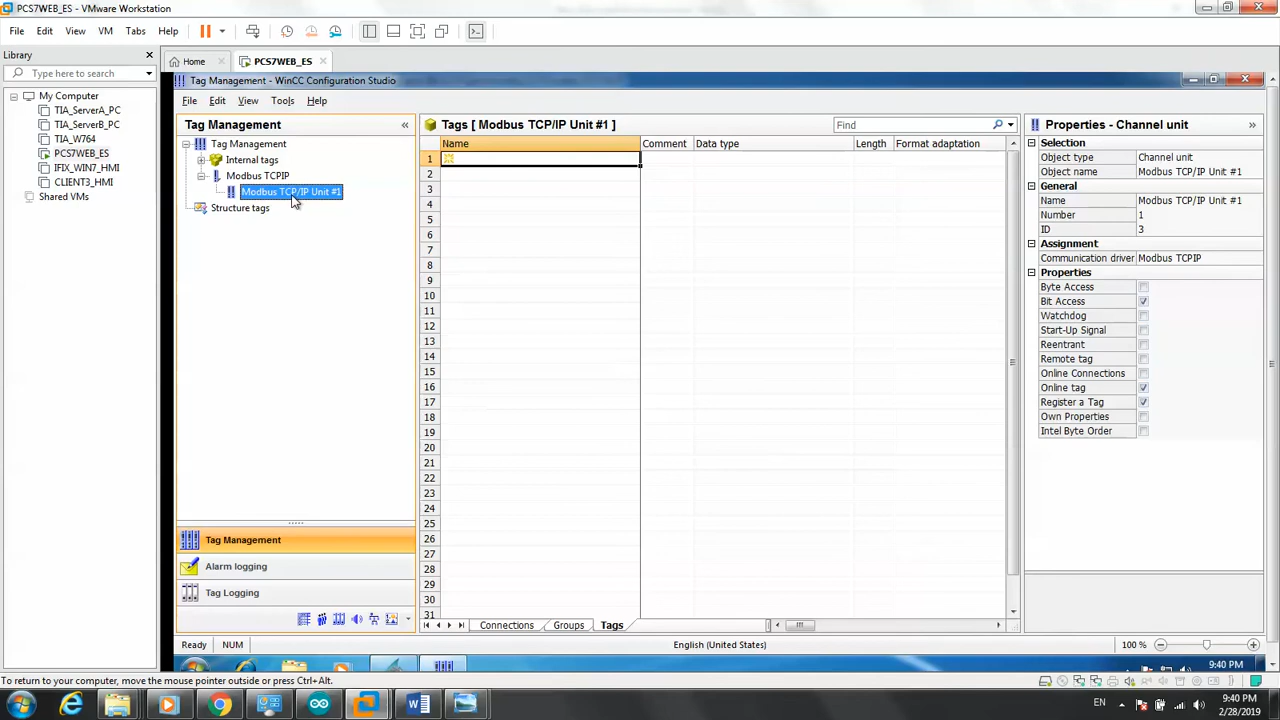 PCS7WEB_ES - VMware Workstation
File Edit View VM Tabs Help
Library
Type here to search
My Computer
TIA_ServerA_PC
TIA_ServerB_PC
TIA_W764
PCS7WEB_ES
IFIX_WIN7_HMI
CLIENT3_HMI
Shared VMs
Home PCS7WEB_ES
Tag Management - WinCC Configuration Studio
File Edit View Tools Help
Tag Management «
Tag Management
Internal tags
Modbus TCPIP
Modbus TCP/IP Unit #1
Structure tags
Tag Management
Alarm logging
Tag Logging
Tags [ Modbus TCP/IP Unit #1 ] Find
Name Comment Data type Length Format adaptation
1
2
3
4
5
6
7
8
9
10
11
12
13
14
15
16
17
18
19
20
21
22
23
24
25
26
27
28
29
30
31
Connections Groups Tags
Properties - Channel unit »
Selection
Object type Channel unit
Object name Modbus TCP/IP Unit #1
General
Name Modbus TCP/IP Unit #1
Number 1
ID 3
Assignment
Communication driver Modbus TCPIP
Properties
Byte Access
Bit Access
Watchdog
Start-Up Signal
Reentrant
Remote tag
Online Connections
Online tag
Register a Tag
Own Properties
Intel Byte Order
Ready NUM English (United States) 100 %
9:40 PM
To return to your computer, move the mouse pointer outside or press Ctrl+Alt.
EN 9:40 PM
2/28/2019